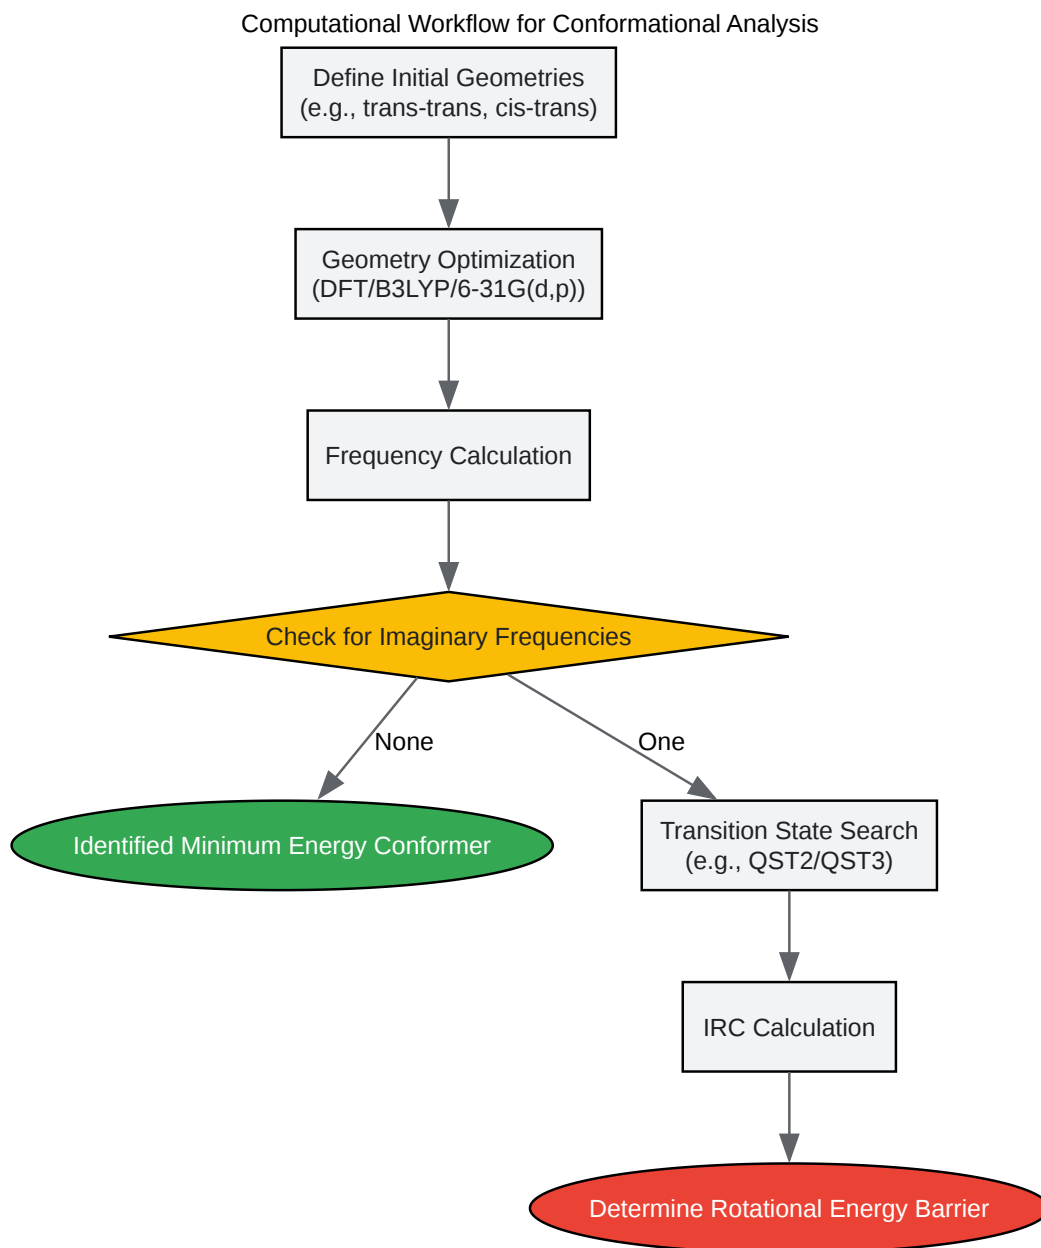 Computational Workflow for Conformational Analysis
Define Initial Geometries
(e.g., trans-trans, cis-trans)
Geometry Optimization
(DFT/B3LYP/6-31G(d,p))
Frequency Calculation
Check for Imaginary Frequencies
None
One
Identified Minimum Energy Conformer
Transition State Search
(e.g., QST2/QST3)
IRC Calculation
Determine Rotational Energy Barrier